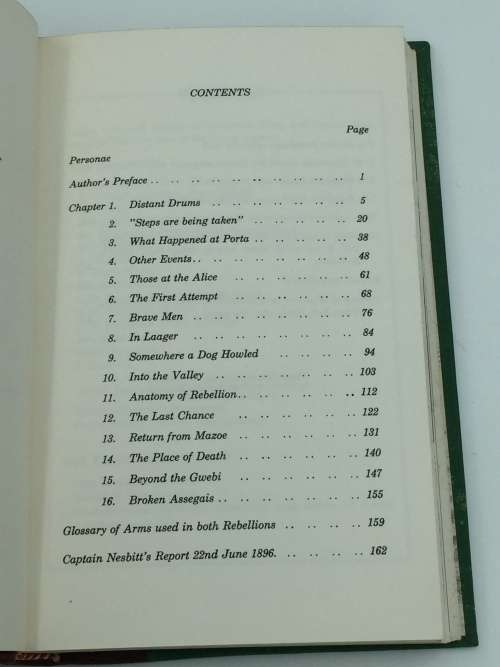 CONTENTS
Page
Personae
Author's Preface .. .. .. .. .. .. .. .. .. .. 1
Chapter 1. Distant Drums .. .. .. .. .. .. .. 5
2. "Steps are being taken" .. .. .. .. .. 20
3. What Happened at Porta .. .. .. .. .. 38
4. Other Events .. .. .. .. .. .. .. .. 48
5. Those at the Alice .. .. .. .. .. .. 61
6. The First Attempt .. .. .. .. .. .. 68
7. Brave Men .. .. .. .. .. .. .. .. 76
8. In Laager .. .. .. .. .. .. .. .. 84
9. Somewhere a Dog Howled .. .. .. .. 94
10. Into the Valley .. .. .. .. .. .. .. 103
11. Anatomy of Rebellion .. .. .. .. .. .. 112
12. The Last Chance .. .. .. .. .. .. 122
13. Return from Mazoe .. .. .. .. .. .. 131
14. The Place of Death .. .. .. .. .. .. 140
15. Beyond the Gwebi .. .. .. .. .. .. 147
16. Broken Assegais .. .. .. .. .. .. .. 155
Glossary of Arms used in both Rebellions .. .. .. .. 159
Captain Nesbitt's Report 22nd June 1896. .. .. .. .. 162